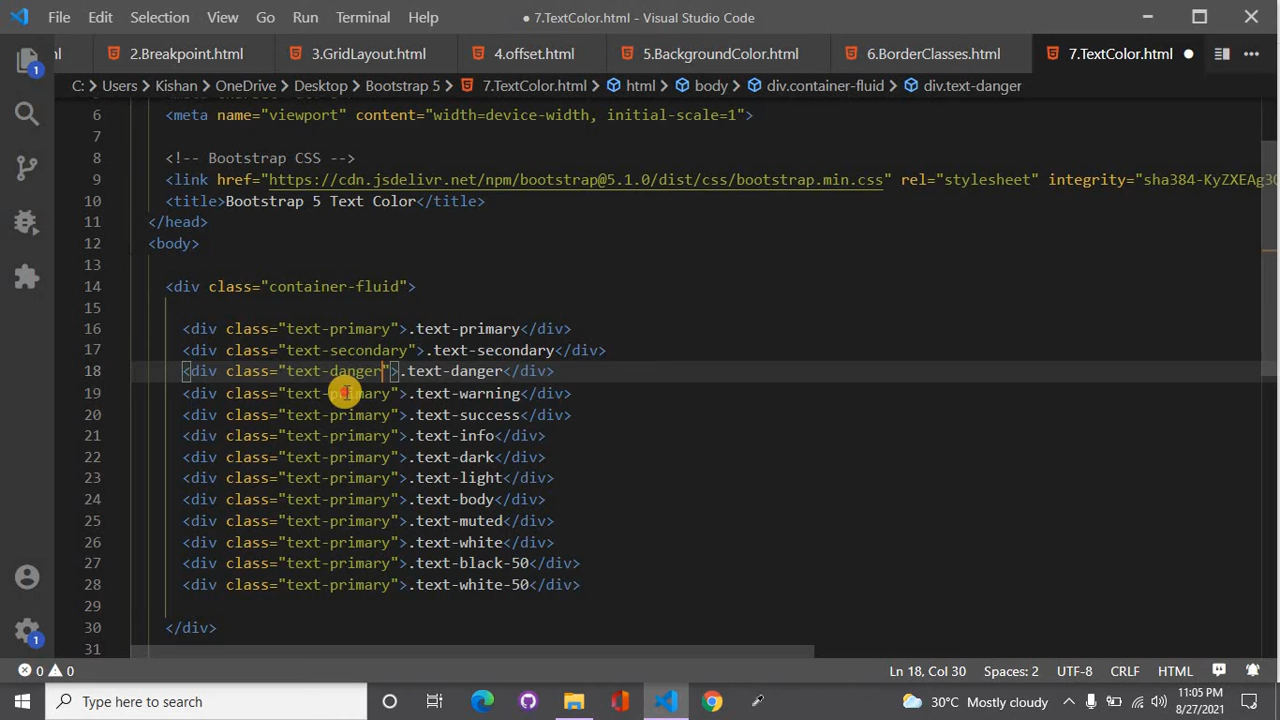 File Edit Selection View Go Run Terminal Help
● 7.TextColor.html - Visual Studio Code
2.Breakpoint.html 3.GridLayout.html 4.offset.html 5.BackgroundColor.html 6.BorderClasses.html 7.TextColor.html ●
C: > Users > Kishan > OneDrive > Desktop > Bootstrap 5 > 7.TextColor.html > html > body > div.container-fluid > div.text-danger
6 <meta name="viewport" content="width=device-width, initial-scale=1">
7
8 <!-- Bootstrap CSS -->
9 <link href="https://cdn.jsdelivr.net/npm/bootstrap@5.1.0/dist/css/bootstrap.min.css" rel="stylesheet" integrity="sha384-KyZXEAg3Q
10 <title>Bootstrap 5 Text Color</title>
11 </head>
12 <body>
13
14 <div class="container-fluid">
15
16 <div class="text-primary">.text-primary</div>
17 <div class="text-secondary">.text-secondary</div>
18 <div class="text-danger">.text-danger</div>
19 <div class="text-primary">.text-warning</div>
20 <div class="text-primary">.text-success</div>
21 <div class="text-primary">.text-info</div>
22 <div class="text-primary">.text-dark</div>
23 <div class="text-primary">.text-light</div>
24 <div class="text-primary">.text-body</div>
25 <div class="text-primary">.text-muted</div>
26 <div class="text-primary">.text-white</div>
27 <div class="text-primary">.text-black-50</div>
28 <div class="text-primary">.text-white-50</div>
29
30 </div>
31
1
1
0 0 Ln 18, Col 30 Spaces: 2 UTF-8 CRLF HTML
Type here to search 30°C Mostly cloudy 11:05 PM
8/27/2021